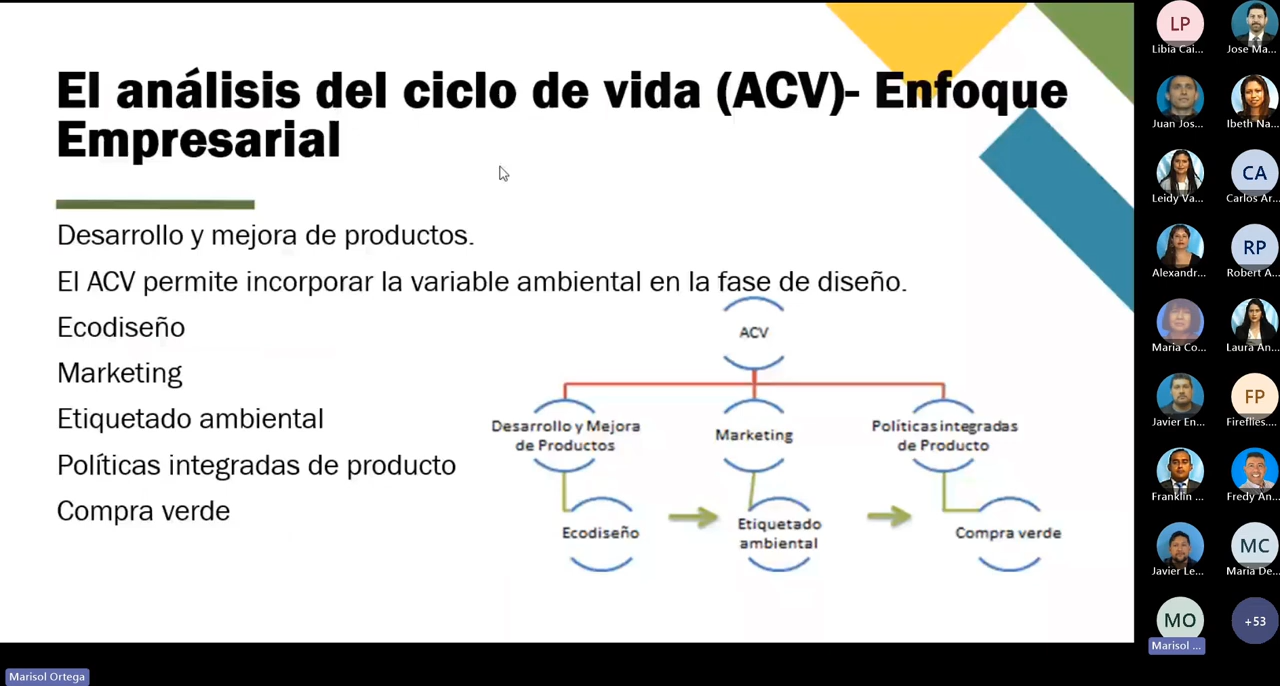 El análisis del ciclo de vida (ACV)- Enfoque
Empresarial
Desarrollo y mejora de productos.
El ACV permite incorporar la variable ambiental en la fase de diseño.
Ecodiseño
Marketing
Etiquetado ambiental
Políticas integradas de producto
Compra verde
ACV
Desarrollo y Mejora
de Productos
Marketing
Políticas integradas
de Producto
Ecodiseño
Etiquetado
ambiental
Compra verde
LP
Libia Cai...
Jose Ma...
Juan Jos...
Ibeth Na...
Leidy Va...
CA
Carlos Ar...
Alexandr...
RP
Robert A...
Maria Co...
Laura An...
Javier En...
FP
Fireflies....
Franklin ...
Fredy An...
Javier Le...
MC
Maria De...
MO
Marisol ...
+53
Marisol Ortega